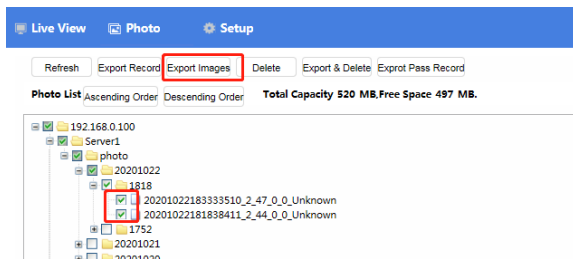 Live View Photo Setup
Refresh Export Record Export Images Delete Export & Delete Exprot Pass Record
Photo List Ascending Order Descending Order Total Capacity 520 MB,Free Space 497 MB.
192.168.0.100
Server1
photo
20201022
1818
20201022183333510_2_47_0_0_Unknown
20201022181838411_2_44_0_0_Unknown
1752
20201021
20201020